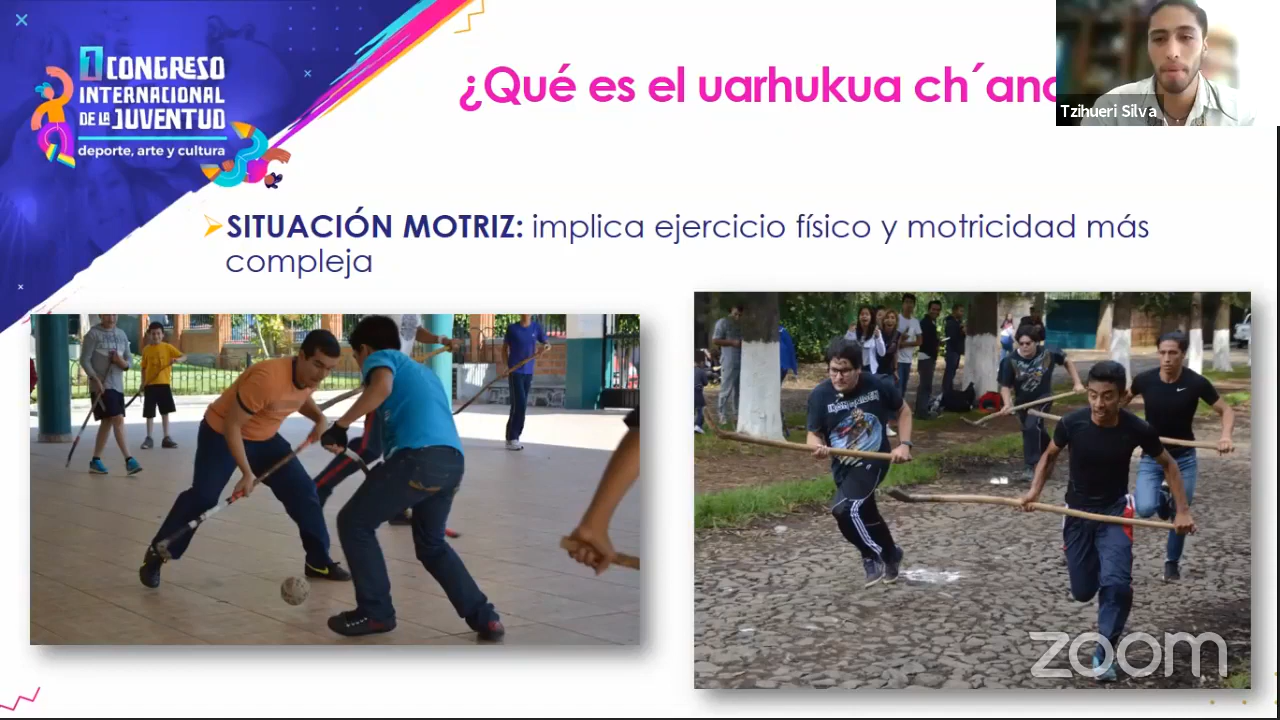 1 CONGRESO
INTERNACIONAL
DE LA JUVENTUD
deporte, arte y cultura
¿Qué es el uarhukua ch´ana
Tzihueri Silva
SITUACIÓN MOTRIZ: implica ejercicio físico y motricidad más
compleja
IRON MAIDEN
zoom